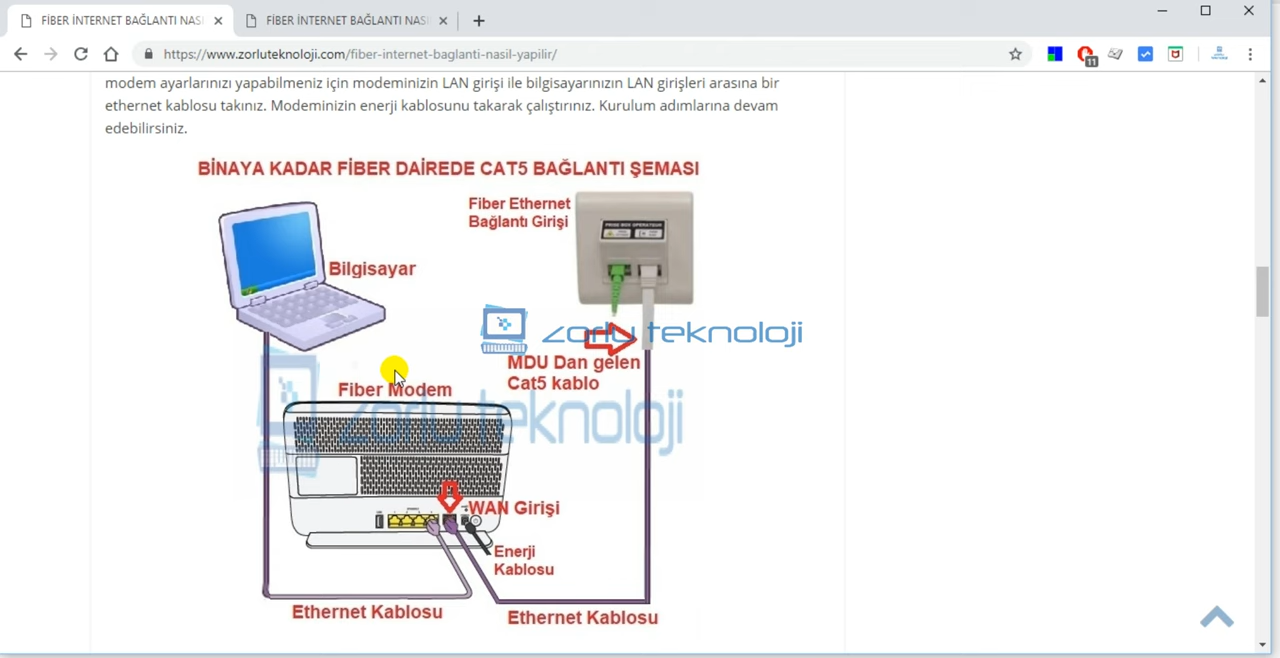 FİBER İNTERNET BAĞLANTI NASI
FİBER İNTERNET BAĞLANTI NASI
https://www.zorluteknoloji.com/fiber-internet-baglanti-nasil-yapilir/
11
modem ayarlarınızı yapabilmeniz için modeminizin LAN girişi ile bilgisayarınızın LAN girişleri arasına bir
ethernet kablosu takınız. Modeminizin enerji kablosunu takarak çalıştırınız. Kurulum adımlarına devam
edebilirsiniz.
BİNAYA KADAR FİBER DAİREDE CAT5 BAĞLANTI ŞEMASI
Fiber Ethernet
Bağlantı Girişi
Bilgisayar
zorlu teknoloji
MDU Dan gelen
Cat5 kablo
Fiber Modem
zorlu teknoloji
WAN Girişi
Enerji
Kablosu
Ethernet Kablosu
Ethernet Kablosu